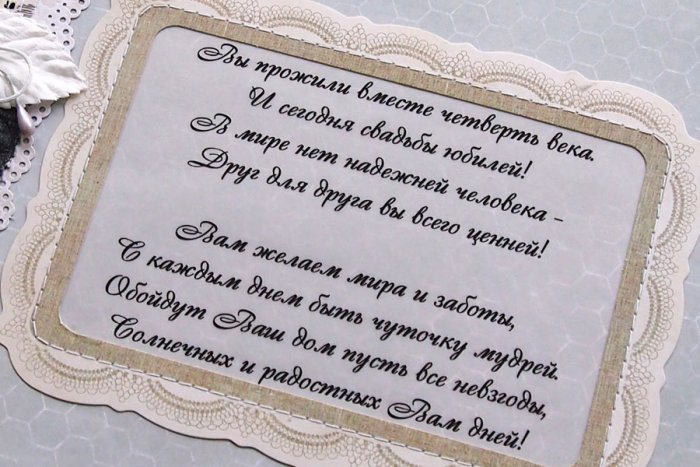 Вы прожили вместе четверть века.
И сегодня свадьбы юбилей!
В мире нет надежней человека -
Друг для друга вы всего ценней!
Вам желаем мира и заботы,
С каждым днем быть чуточку мудрей.
Обойдут Ваш дом пусть все невзгоды,
Солнечных и радостных Вам дней!